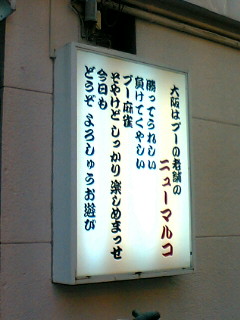 大阪はブーの老舗の
ニューマルコ
勝ってうれしい
負けてくやしい
ブー麻雀
そやけど しっかり 楽しめまっせ
今日も
どうぞ よろしゅうお遊び